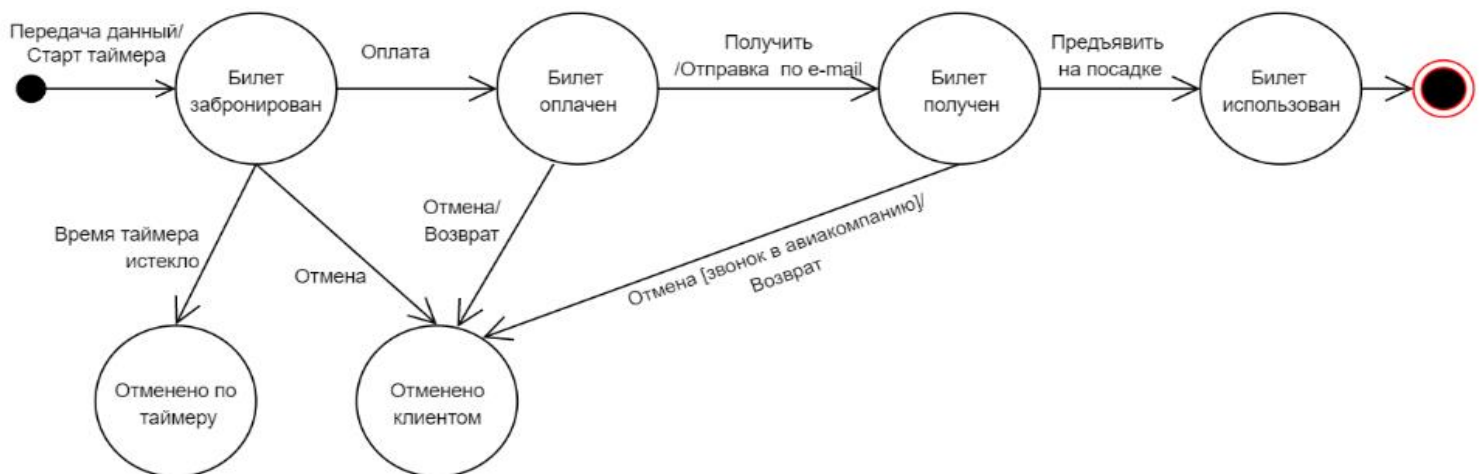 Передача данный/
Старт таймера
Билет
забронирован
Оплата
Билет
оплачен
Получить
/Отправка по e-mail
Билет
получен
Предъявить
на посадке
Билет
использован
Время таймера
истекло
Отмена
Отмена/
Возврат
Отмена [звонок в авиакомпанию]/
Возврат
Отменено по
таймеру
Отменено
клиентом